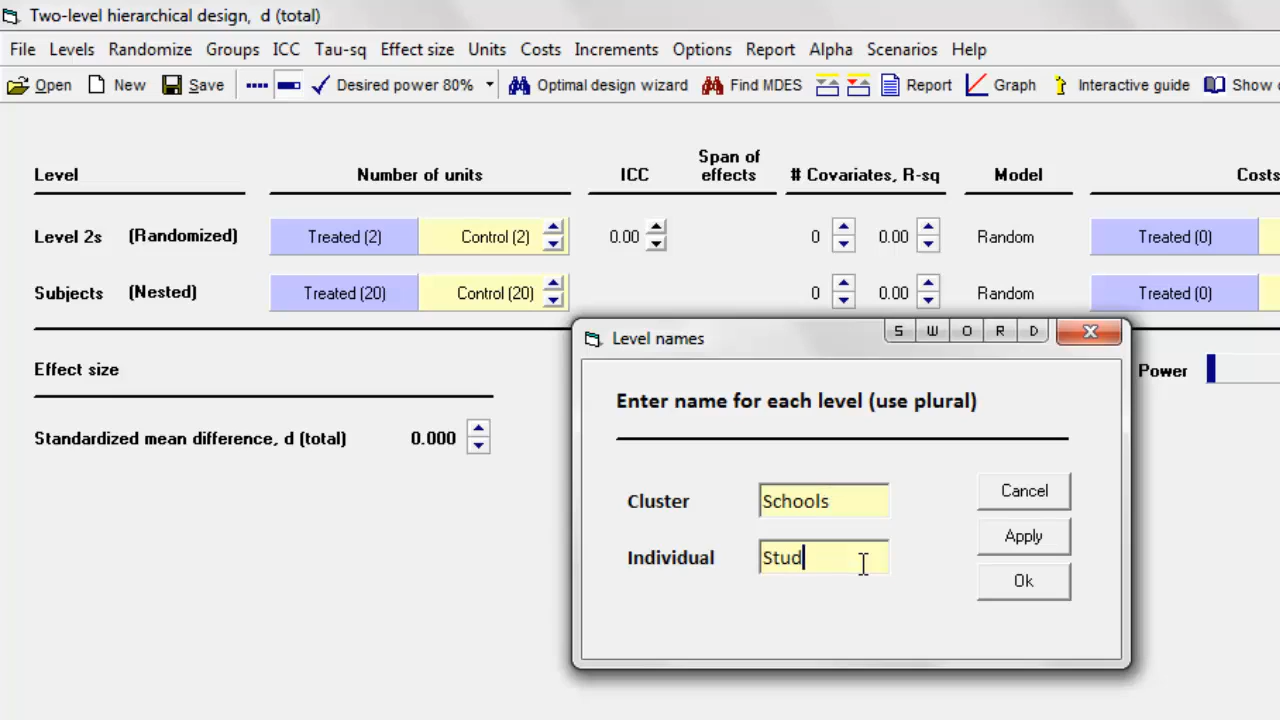 Two-level hierarchical design, d (total)
File Levels Randomize Groups ICC Tau-sq Effect size Units Costs Increments Options Report Alpha Scenarios Help
Open New Save Desired power 80% Optimal design wizard Find MDES Report Graph Interactive guide Show
Level Number of units ICC Span of effects # Covariates, R-sq Model Costs
Level 2s (Randomized) Treated (2) Control (2) 0.00 0 0.00 Random Treated (0)
Subjects (Nested) Treated (20) Control (20) 0 0.00 Random Treated (0)
Effect size
Standardized mean difference, d (total) 0.000
Power
Level names S W O R D
Enter name for each level (use plural)
Cluster Schools Cancel
Apply
Individual Stud
Ok